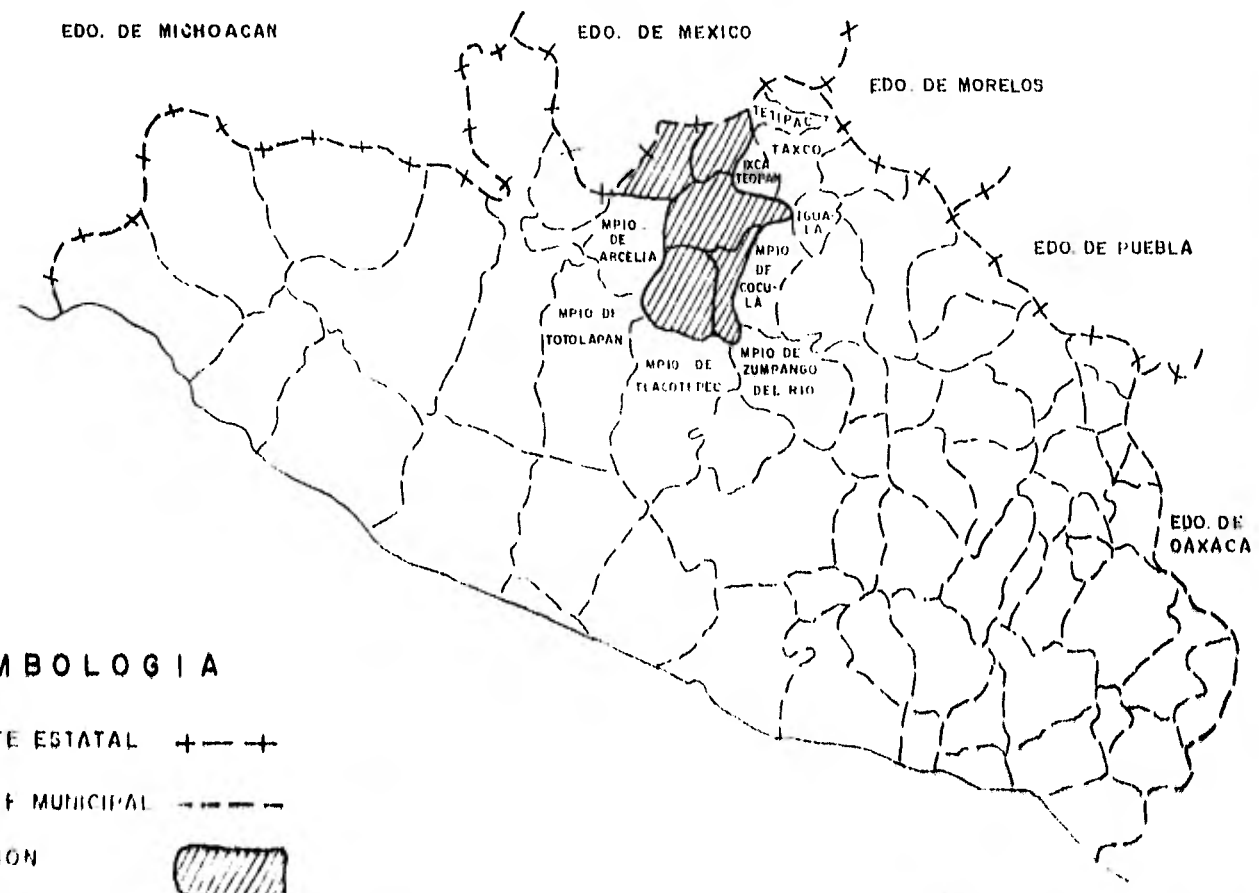 EDO. DE MICHOACAN
EDO. DE MEXICO
EDO. DE MORELOS
TETIPAC
TAXCO
IXCA
TEOPAN
IGUA-
LA
MPIO
DE
ARCELIA
MPIO
DE
COCU-
LA
EDO. DE PUEBLA
MPIO DE
TOTOLAPAN
MPIO DE
TLACOTEPEC
MPIO DE
ZUMPANGO
DEL RIO
EDO. DE
OAXACA
MBOLOGIA
TE ESTATAL
E MUNICIPAL
ON